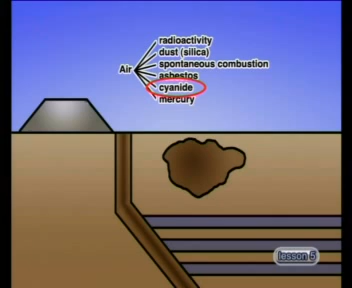 radioactivity
dust (silica)
Air
spontaneous combustion
asbestos
cyanide
mercury
lesson 5